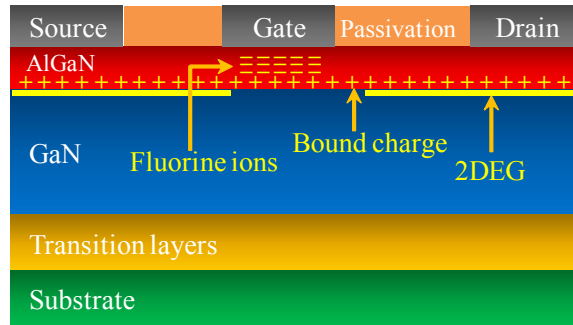 Source Gate Passivation Drain
AlGaN
GaN
Fluorine ions
Bound charge
2DEG
Transition layers
Substrate